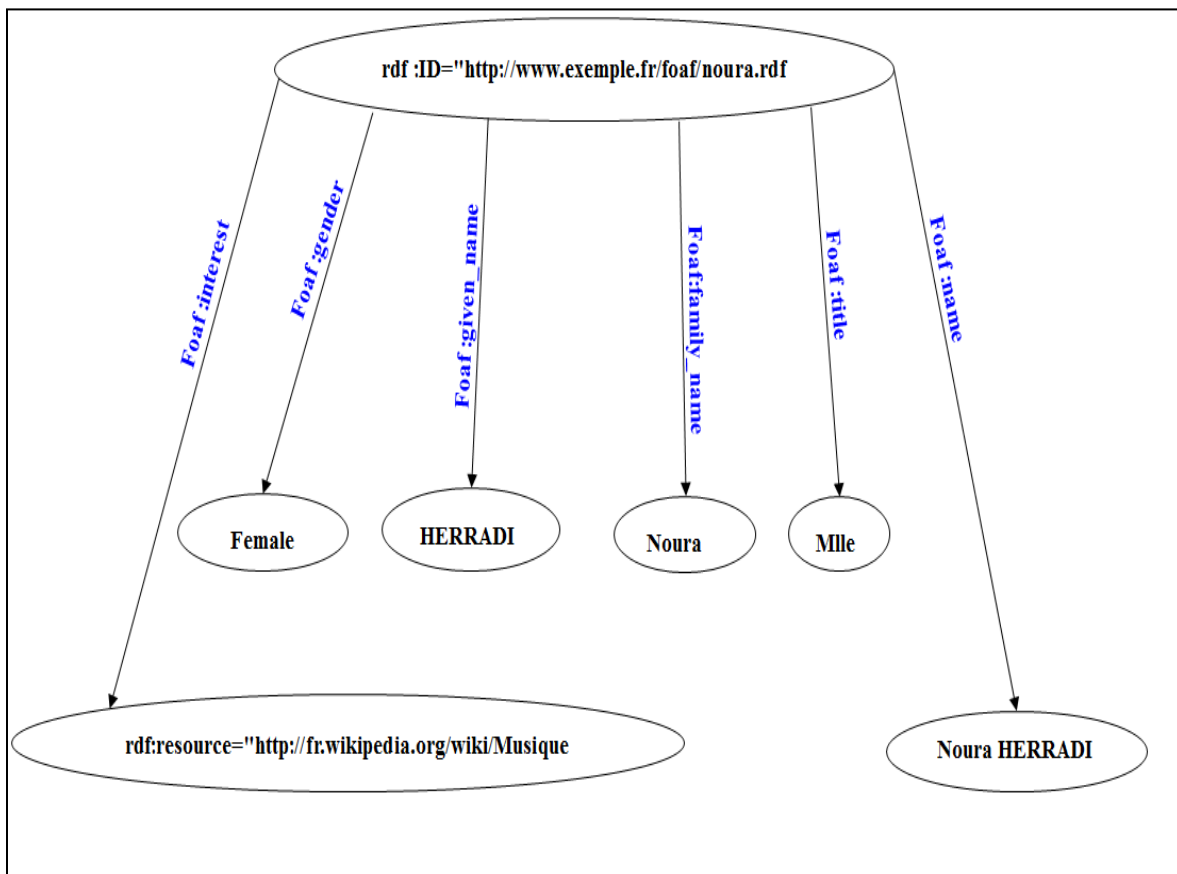 rdf :ID="http://www.exemple.fr/foaf/noura.rdf
Foaf :interest
Foaf :gender
Foaf :given_name
Foaf:family_name
Foaf :title
Foaf :name
Female
HERRADI
Noura
Mlle
rdf:resource="http://fr.wikipedia.org/wiki/Musique
Noura HERRADI